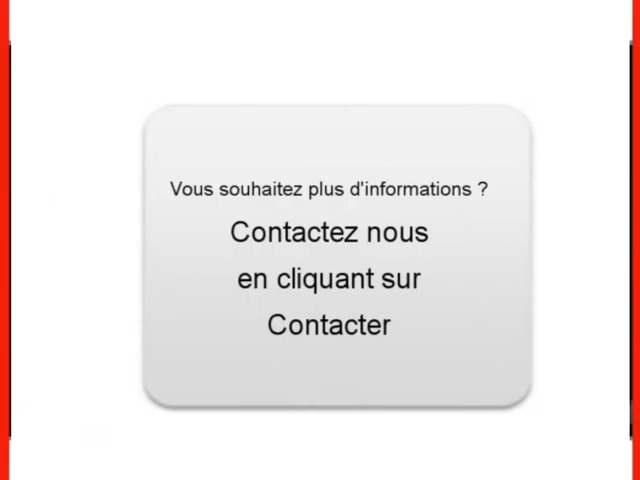 Vous souhaitez plus d'informations ?
Contactez nous
en cliquant sur
Contacter